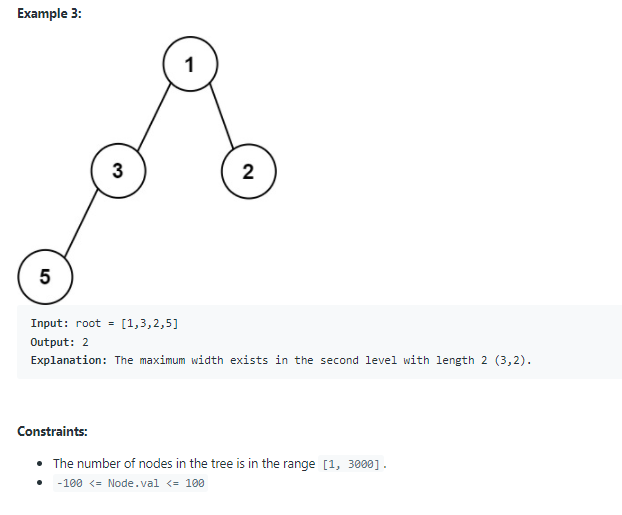 Example 3:
1
3
2
5
Input: root = [1,3,2,5]
Output: 2
Explanation: The maximum width exists in the second level with length 2 (3,2).
Constraints:
• The number of nodes in the tree is in the range [1, 3000].
• -100 <= Node.val <= 100